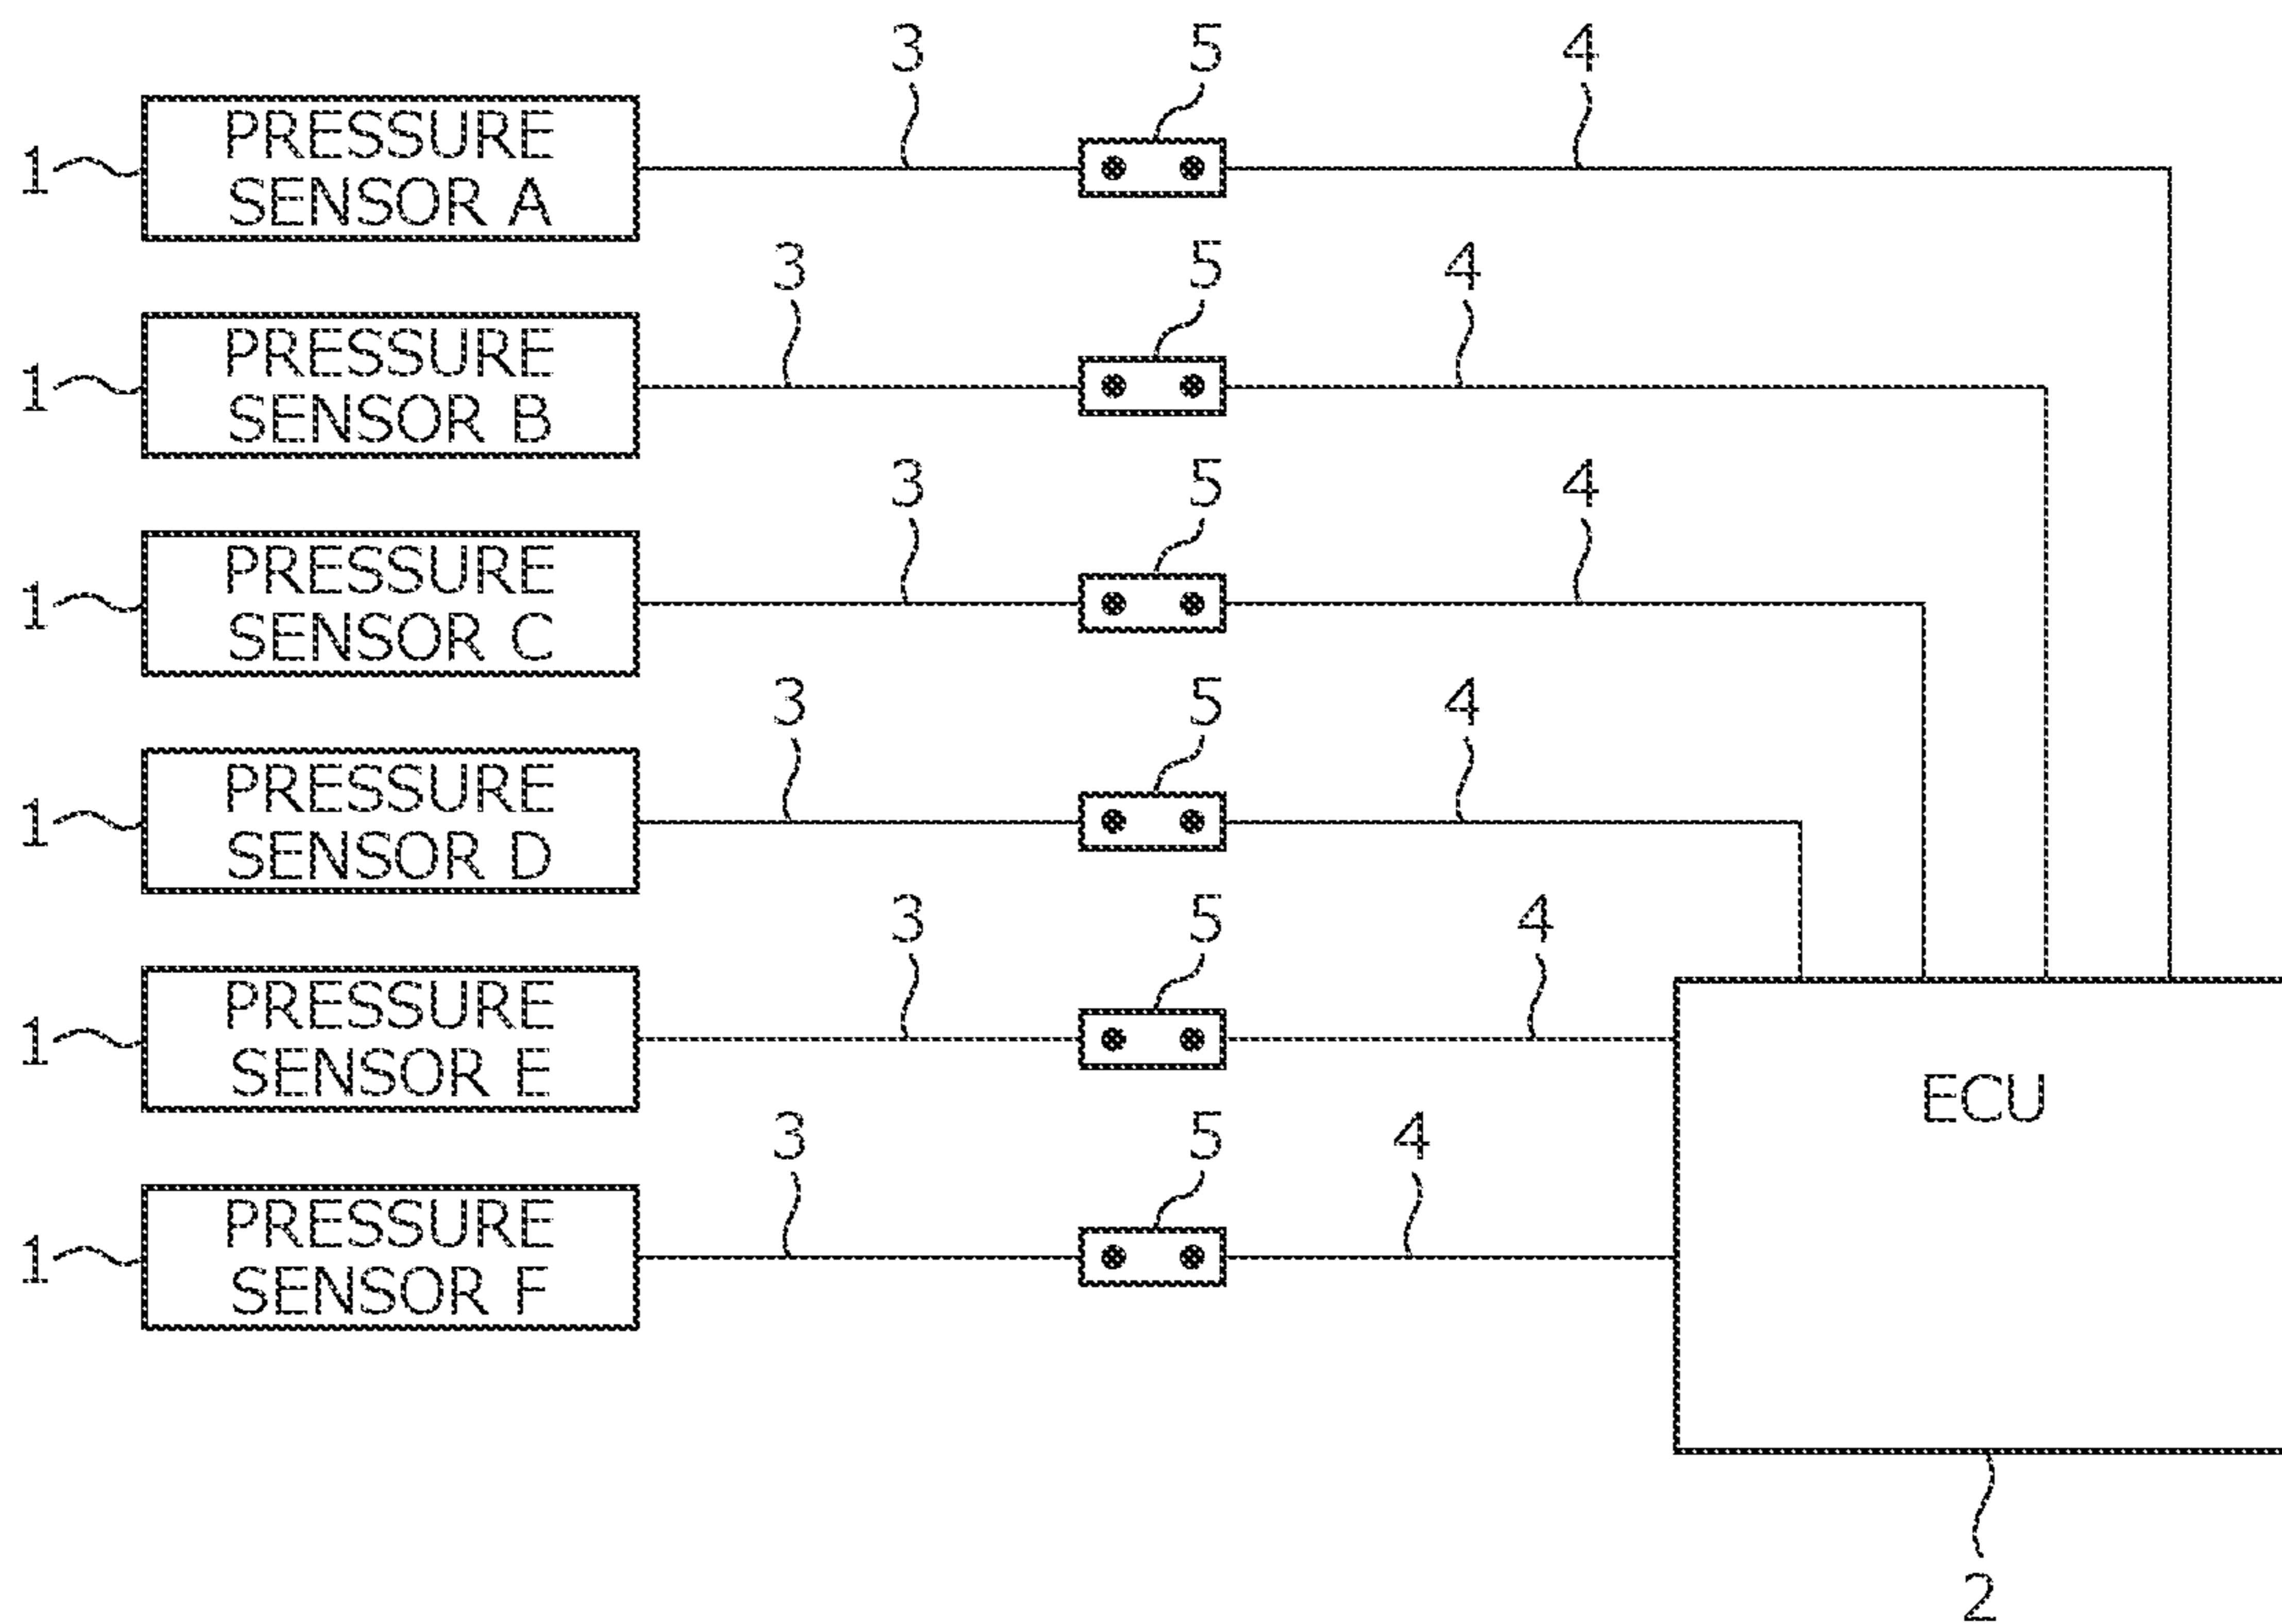 3 5 4
1 PRESSURE
SENSOR A
3 5 4
1 PRESSURE
SENSOR B
3 5 4
1 PRESSURE
SENSOR C
3 5 4
1 PRESSURE
SENSOR D
3 5 4
1 PRESSURE
SENSOR E
ECU
3 5 4
1 PRESSURE
SENSOR F
2